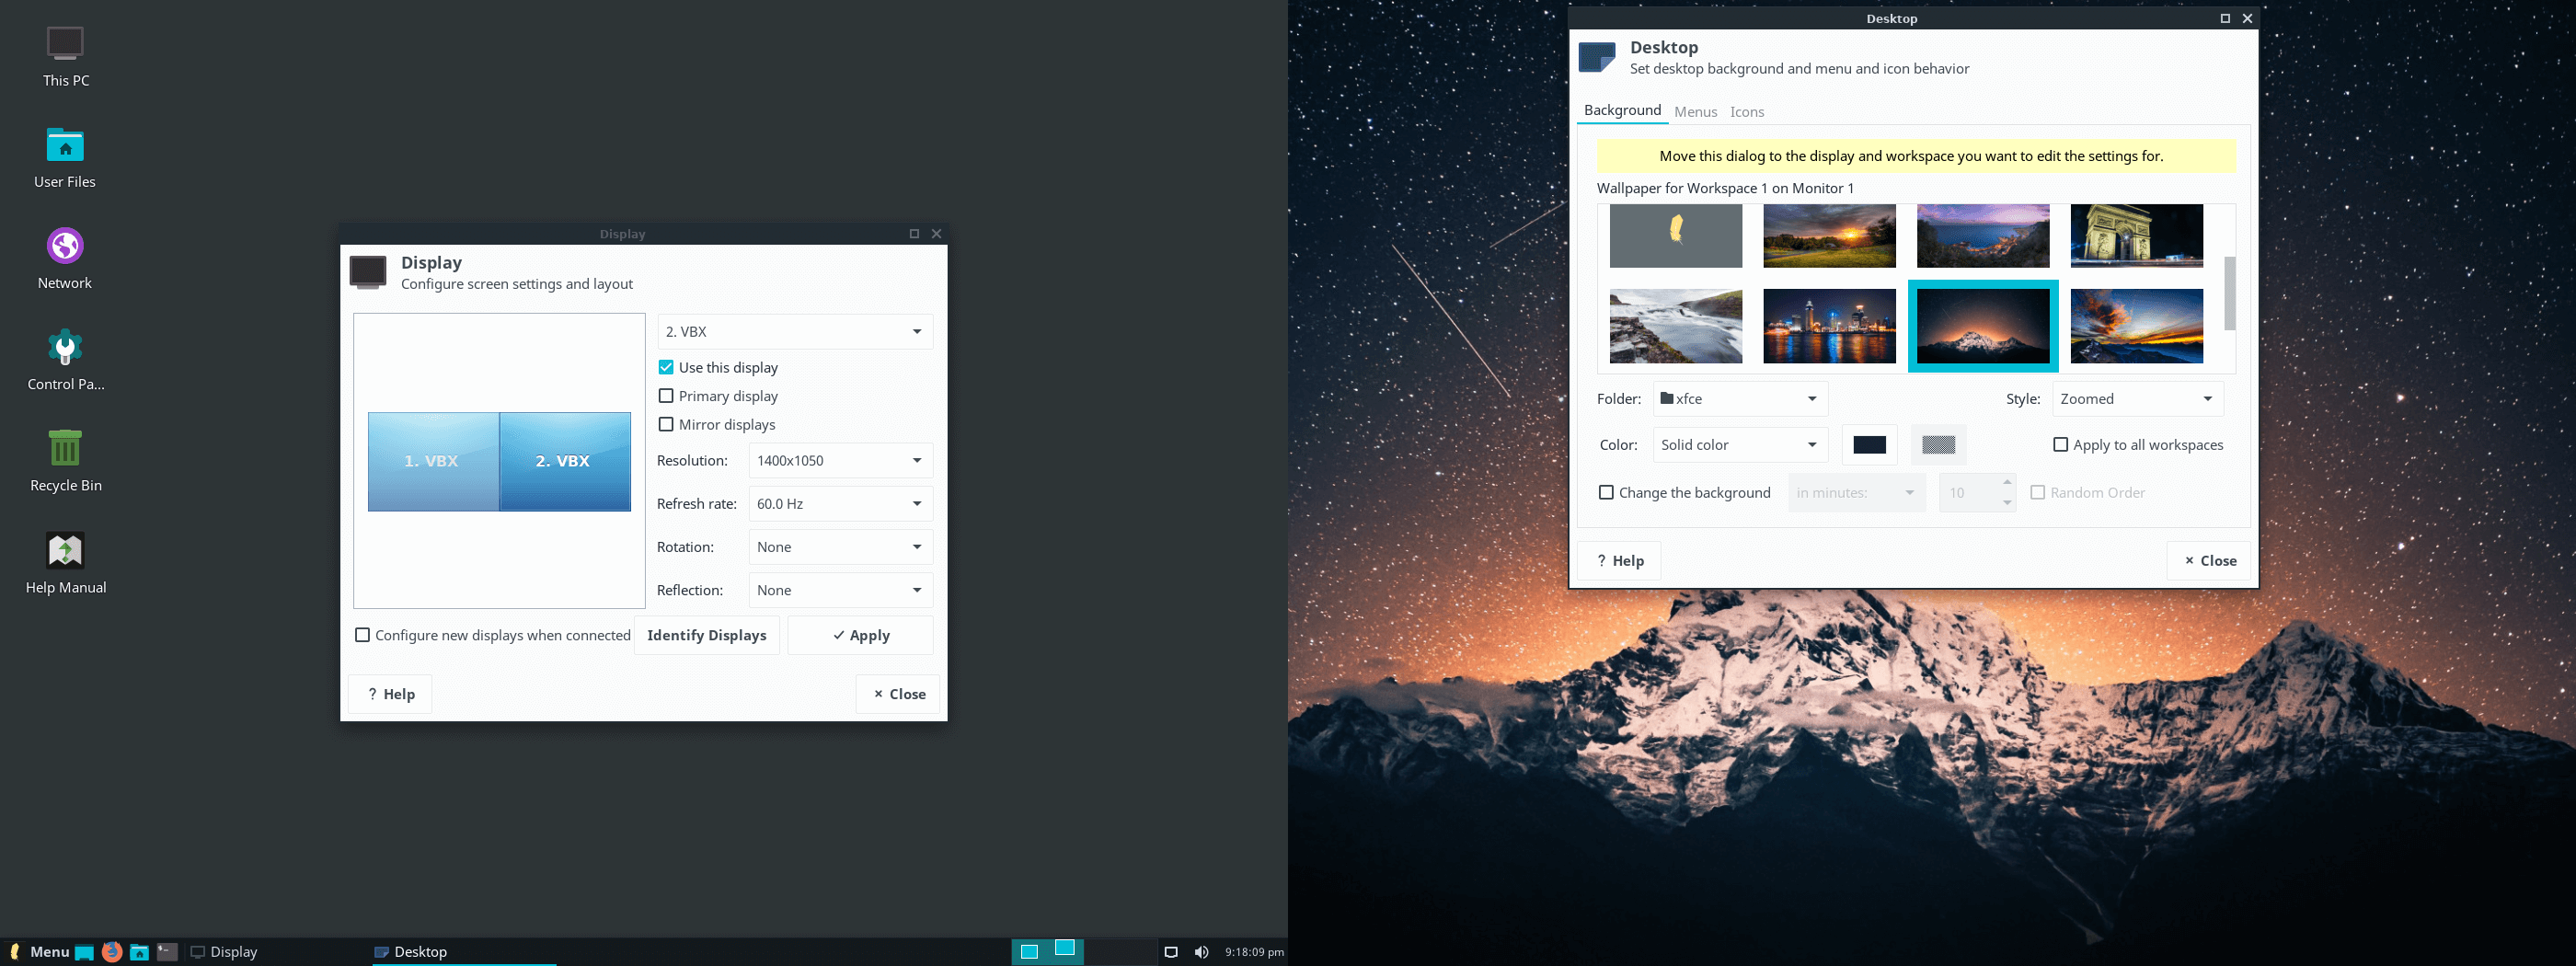 This PC
User Files
Network
Control Pa...
Recycle Bin
Help Manual
Display
Display
Configure screen settings and layout
1. VBX
2. VBX
2. VBX
Use this display
Primary display
Mirror displays
Resolution: 1400x1050
Refresh rate: 60.0 Hz
Rotation: None
Reflection: None
Configure new displays when connected
Identify Displays
Apply
? Help
× Close
Desktop
Desktop
Set desktop background and menu and icon behavior
Background Menus Icons
Move this dialog to the display and workspace you want to edit the settings for.
Wallpaper for Workspace 1 on Monitor 1
Folder: xfce Style: Zoomed
Color: Solid color Apply to all workspaces
Change the background in minutes: 10 Random Order
? Help
× Close
Menu Display Desktop 9:18:09 pm